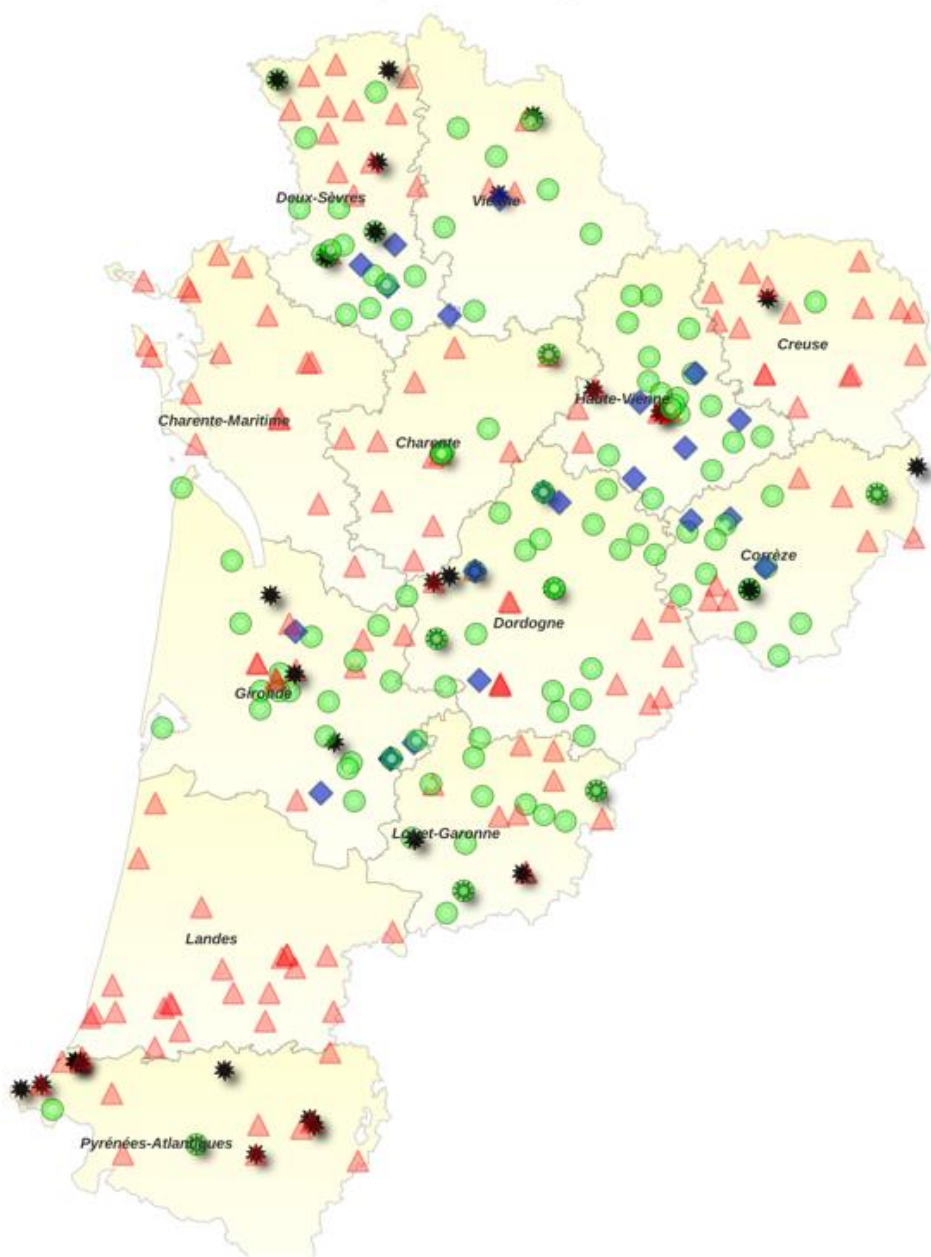 Deux-Sèvres
Vienne
Creuse
Haute-Vienne
Charente-Maritime
Charente
Corrèze
Dordogne
Gironde
Lot-et-Garonne
Landes
Pyrénées-Atlantiques